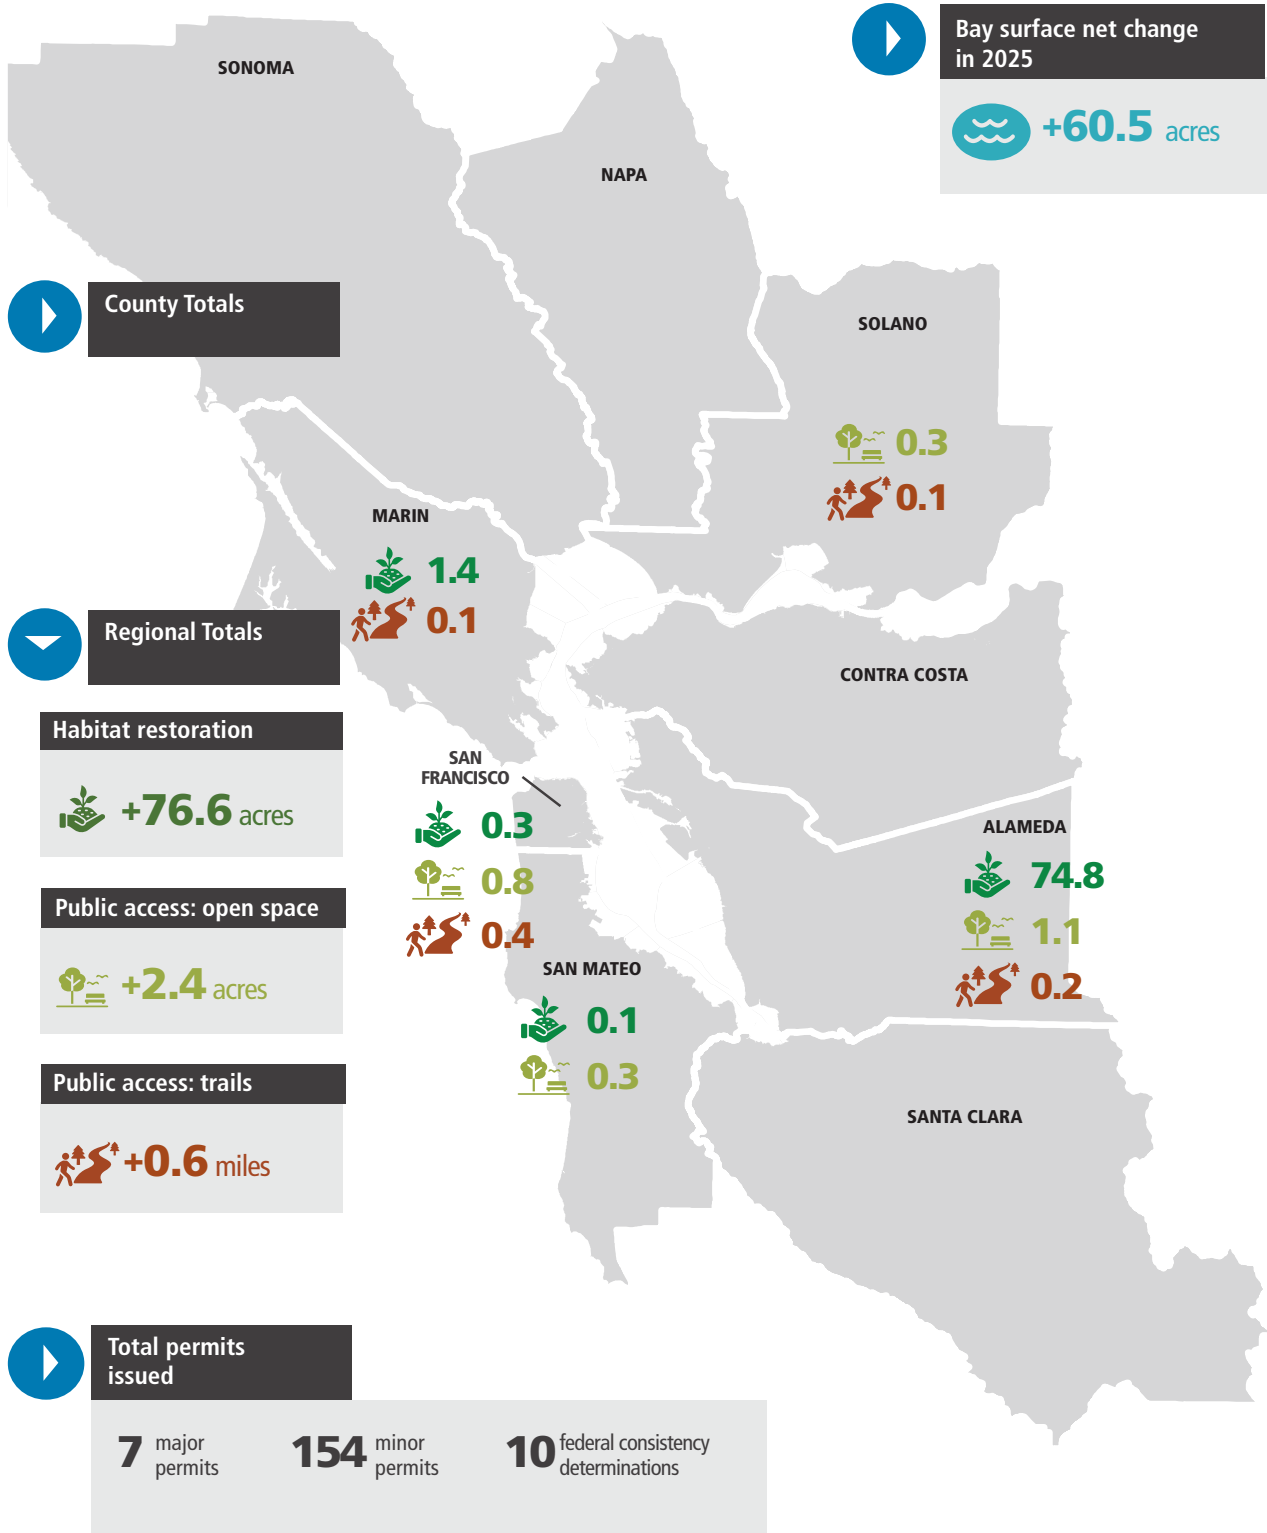 Bay surface net change
in 2025
+60.5 acres
SONOMA
NAPA
County Totals
SOLANO
0.3
0.1
MARIN
1.4
0.1
Regional Totals
Habitat restoration
+76.6 acres
Public access: open space
+2.4 acres
Public access: trails
+0.6 miles
CONTRA COSTA
SAN
FRANCISCO
0.3
0.8
0.4
ALAMEDA
74.8
1.1
0.2
SAN MATEO
0.1
0.3
SANTA CLARA
Total permits
issued
7 major
permits
154 minor
permits
10 federal consistency
determinations